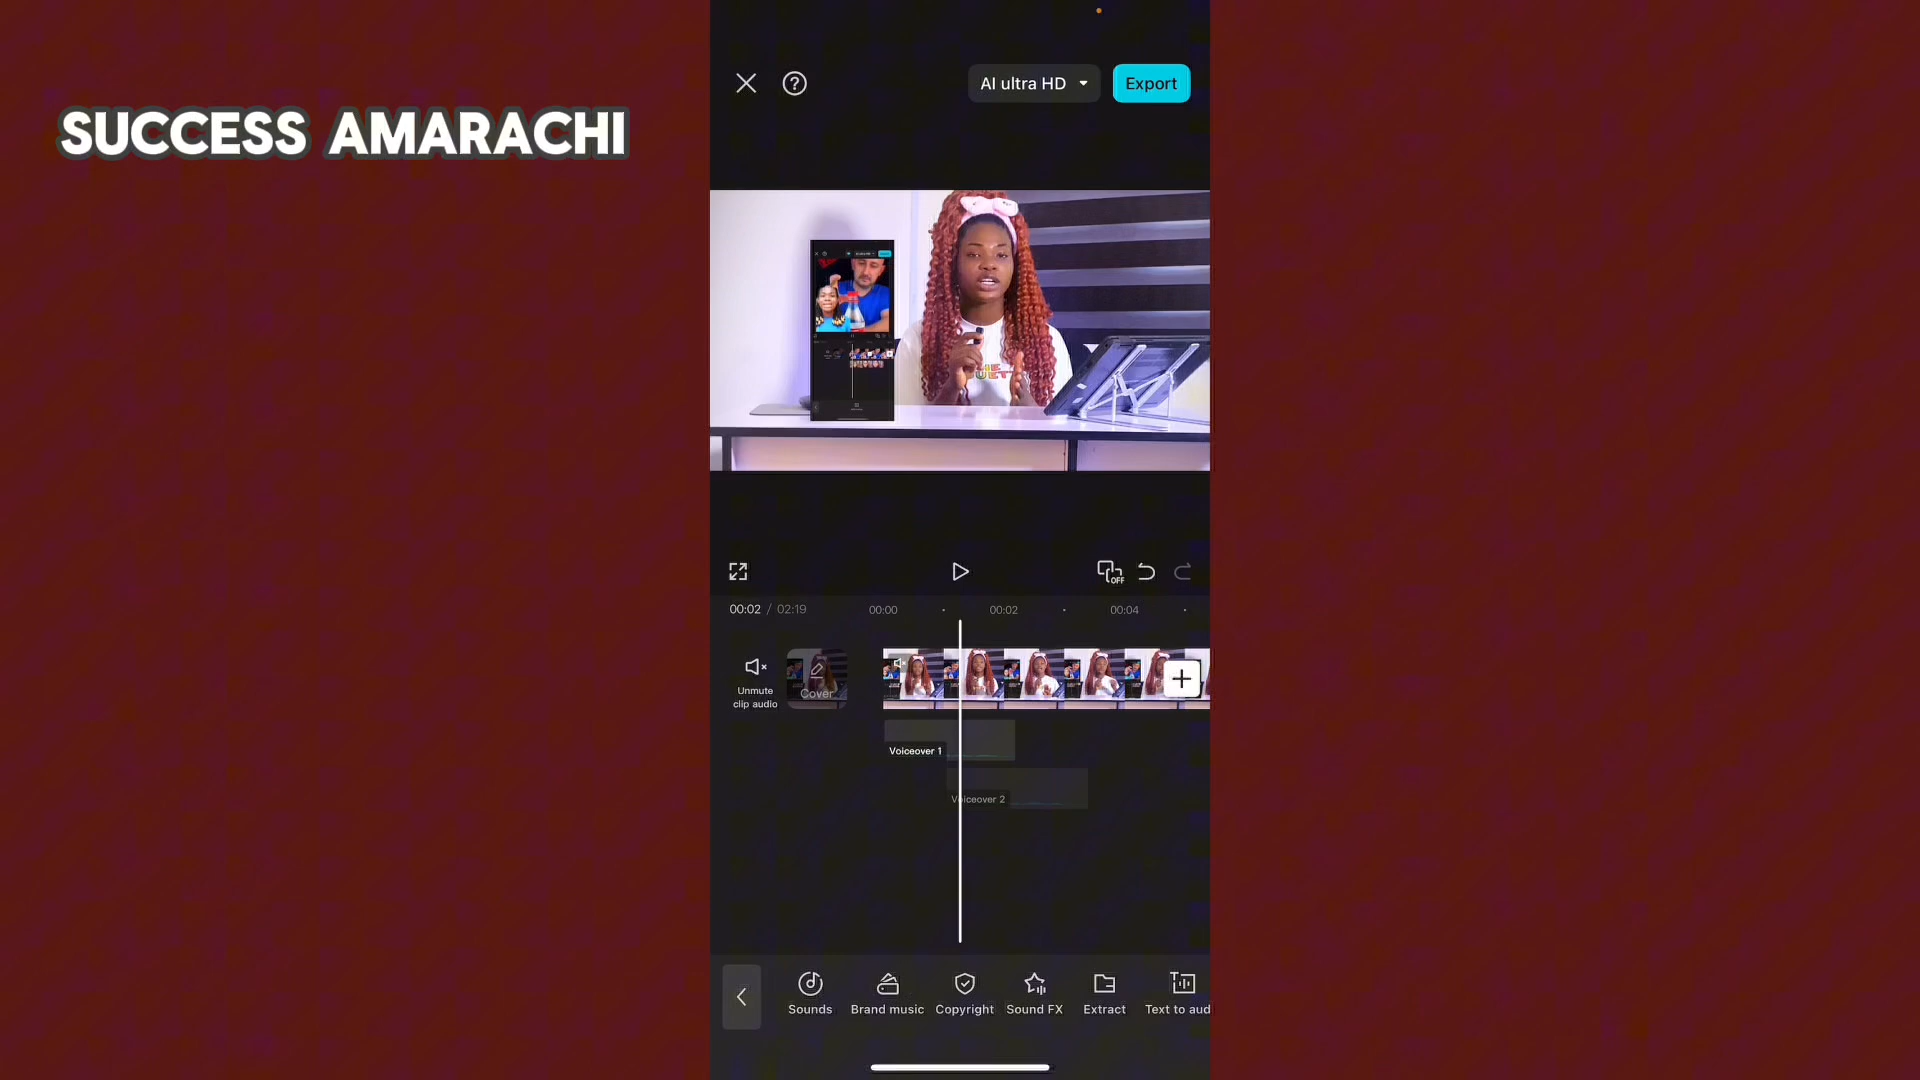 SUCCESS AMARACHI
AI ultra HD
Export
OFF
00:02 / 02:19
00:00
00:02
00:04
Unmute
clip audio
Cover
Voiceover 1
Voiceover 2
Sounds
Brand music
Copyright
Sound FX
Extract
Text to aud